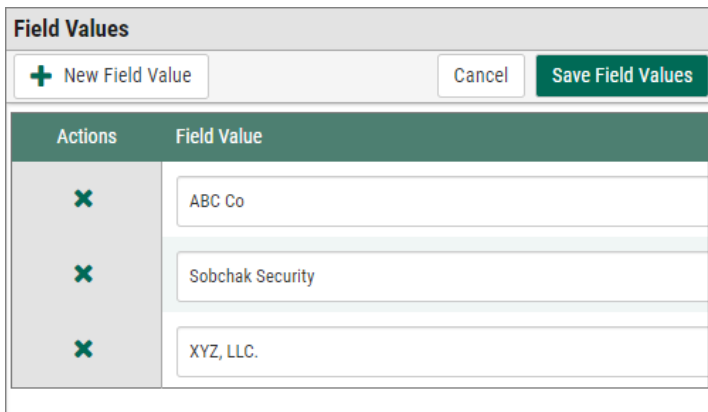 Field Values
New Field Value Cancel Save Field Values
Actions Field Value
ABC Co
Sobchak Security
XYZ, LLC.